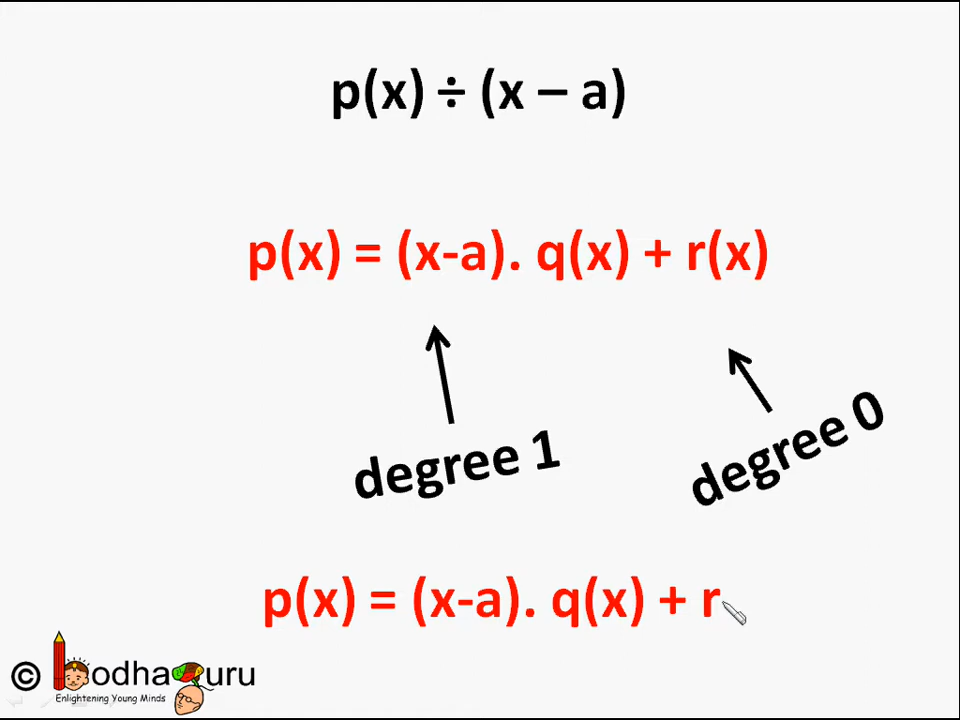 p(x) ÷ (x – a)
p(x) = (x-a). q(x) + r(x)
degree 1
degree 0
p(x) = (x-a). q(x) + r
© bodhaguru
Enlightening Young Minds